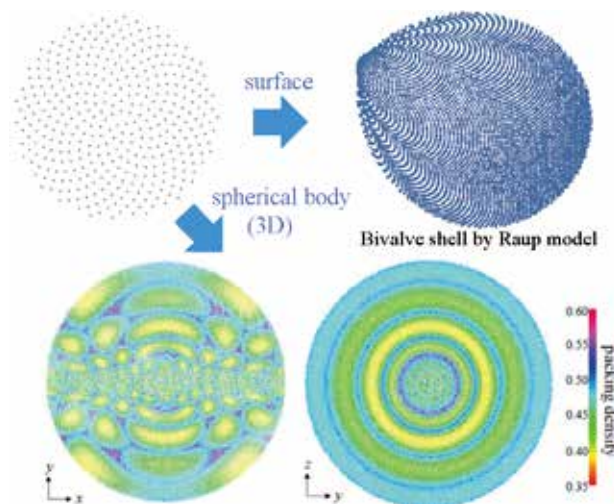 surface
spherical body
(3D)
Bivalve shell by Raup model
0.60
0.55
0.50
0.45
0.40
0.35
packing density
y
x
z
y